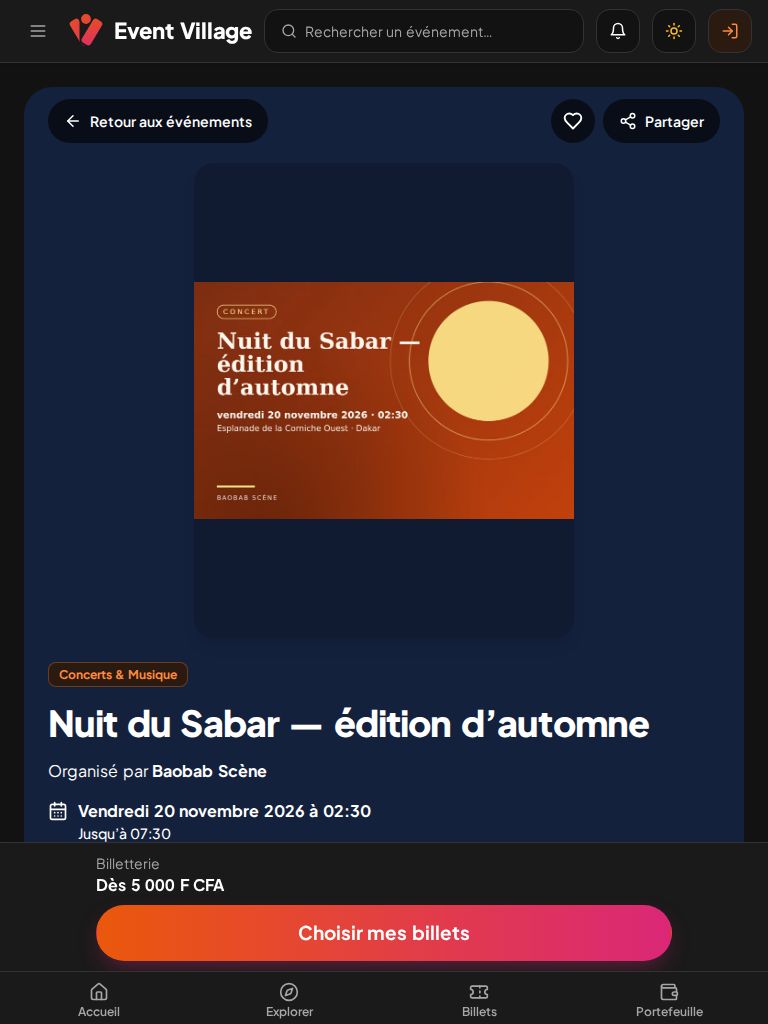 Event Village
Rechercher un événement…
Retour aux événements
Partager
CONCERT
Nuit du Sabar —
édition
d’automne
vendredi 20 novembre 2026 · 02:30
Esplanade de la Corniche Ouest · Dakar
BAOBAB SCÈNE
Concerts & Musique
Nuit du Sabar — édition d’automne
Organisé par Baobab Scène
Vendredi 20 novembre 2026 à 02:30
Jusqu’à 07:30
Billetterie
Dès 5 000 F CFA
Choisir mes billets
Accueil
Explorer
Billets
Portefeuille